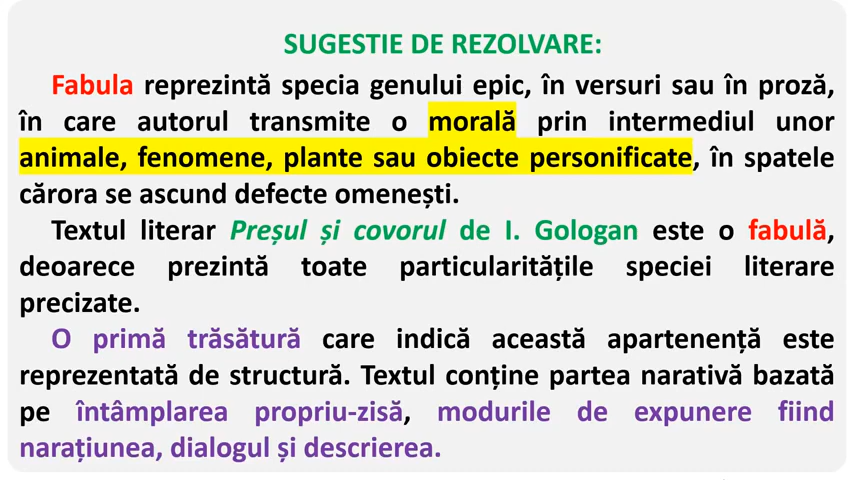 SUGESTIE DE REZOLVARE:
Fabula reprezintă specia genului epic, în versuri sau în proză,
în care autorul transmite o morală prin intermediul unor
animale, fenomene, plante sau obiecte personificate, în spatele
cărora se ascund defecte omenești.
Textul literar Preșul și covorul de I. Gologan este o fabulă,
deoarece prezintă toate particularitățile speciei literare
precizate.
O primă trăsătură care indică această apartenență este
reprezentată de structură. Textul conține partea narativă bazată
pe întâmplarea propriu-zisă, modurile de expunere fiind
narațiunea, dialogul și descrierea.